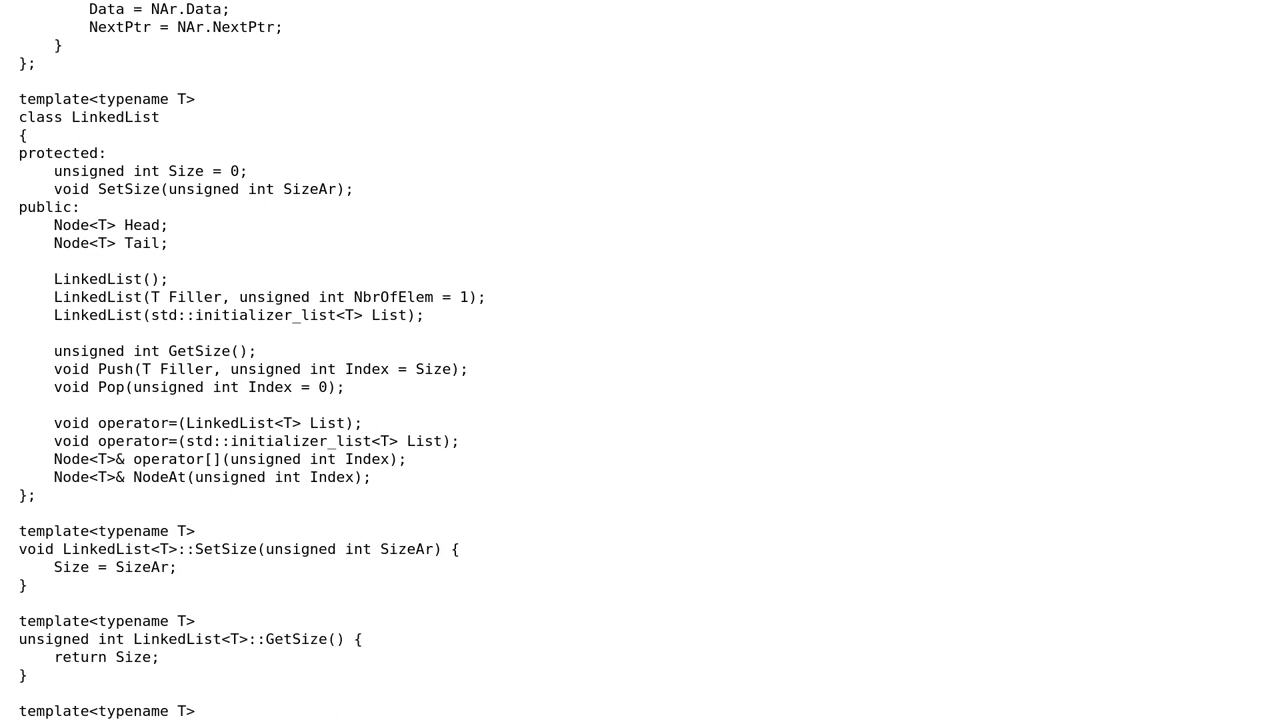 Data = NAr.Data;
        NextPtr = NAr.NextPtr;
    }
};

template<typename T>
class LinkedList
{
protected:
    unsigned int Size = 0;
    void SetSize(unsigned int SizeAr);
public:
    Node<T> Head;
    Node<T> Tail;

    LinkedList();
    LinkedList(T Filler, unsigned int NbrOfElem = 1);
    LinkedList(std::initializer_list<T> List);

    unsigned int GetSize();
    void Push(T Filler, unsigned int Index = Size);
    void Pop(unsigned int Index = 0);

    void operator=(LinkedList<T> List);
    void operator=(std::initializer_list<T> List);
    Node<T>& operator[](unsigned int Index);
    Node<T>& NodeAt(unsigned int Index);
};

template<typename T>
void LinkedList<T>::SetSize(unsigned int SizeAr) {
    Size = SizeAr;
}

template<typename T>
unsigned int LinkedList<T>::GetSize() {
    return Size;
}

template<typename T>